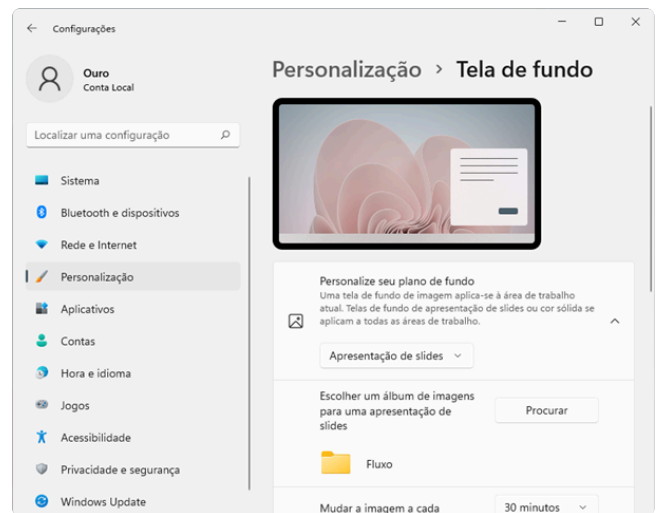 Configurações
Ouro
Conta Local
Localizar uma configuração
Sistema
Bluetooth e dispositivos
Rede e Internet
Personalização
Aplicativos
Contas
Hora e idioma
Jogos
Acessibilidade
Privacidade e segurança
Windows Update
Personalização > Tela de fundo
Personalize seu plano de fundo
Uma tela de fundo de imagem aplica-se à área de trabalho
atual. Telas de fundo de apresentação de slides ou cor sólida se
aplicam a todas as áreas de trabalho.
Apresentação de slides
Escolher um álbum de imagens
para uma apresentação de
slides
Procurar
Fluxo
Mudar a imagem a cada
30 minutos